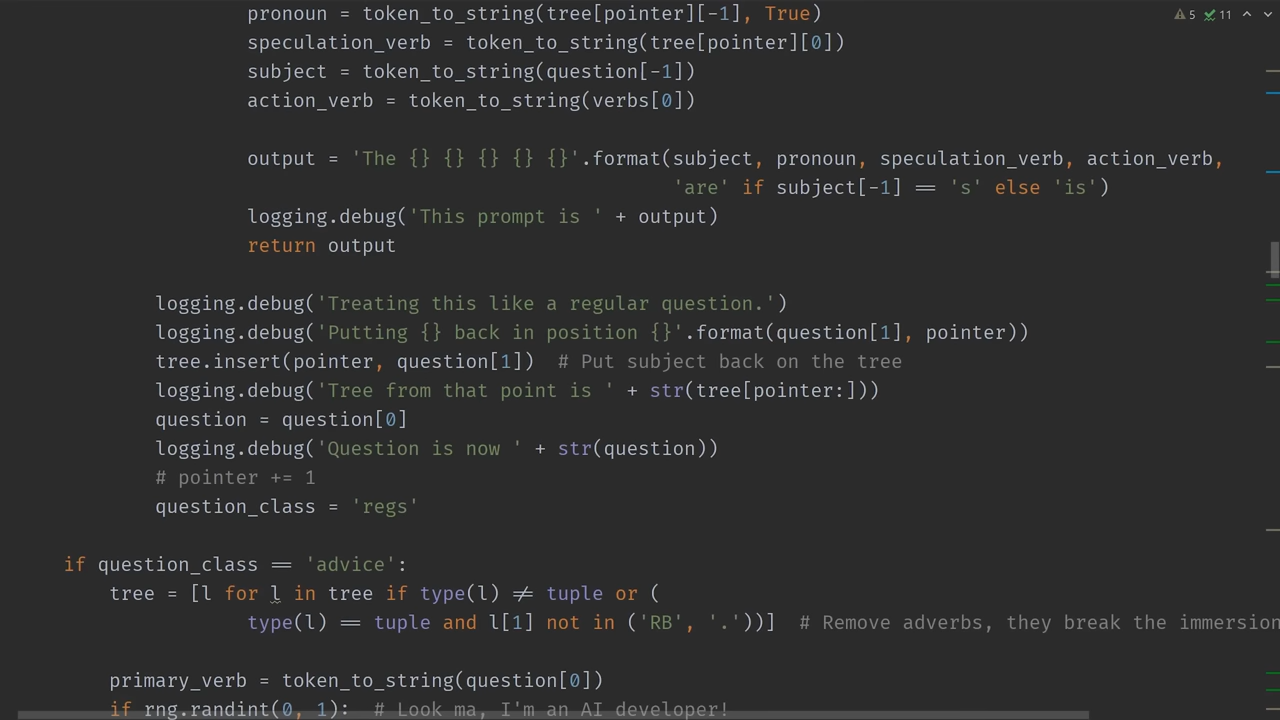 pronoun = token_to_string(tree[pointer][-1], True)
5 11
speculation_verb = token_to_string(tree[pointer][0])
subject = token_to_string(question[-1])
action_verb = token_to_string(verbs[0])
output = 'The {} {} {} {} {}'.format(subject, pronoun, speculation_verb, action_verb,
'are' if subject[-1] == 's' else 'is')
logging.debug('This prompt is ' + output)
return output
logging.debug('Treating this like a regular question.')
logging.debug('Putting {} back in position {}'.format(question[1], pointer))
tree.insert(pointer, question[1])  # Put subject back on the tree
logging.debug('Tree from that point is ' + str(tree[pointer:]))
question = question[0]
logging.debug('Question is now ' + str(question))
# pointer += 1
question_class = 'regs'
if question_class == 'advice':
tree = [l for l in tree if type(l) != tuple or (
type(l) == tuple and l[1] not in ('RB', '.'))]  # Remove adverbs, they break the immersion
primary_verb = token_to_string(question[0])
if rng.randint(0, 1):  # Look ma, I'm an AI developer!